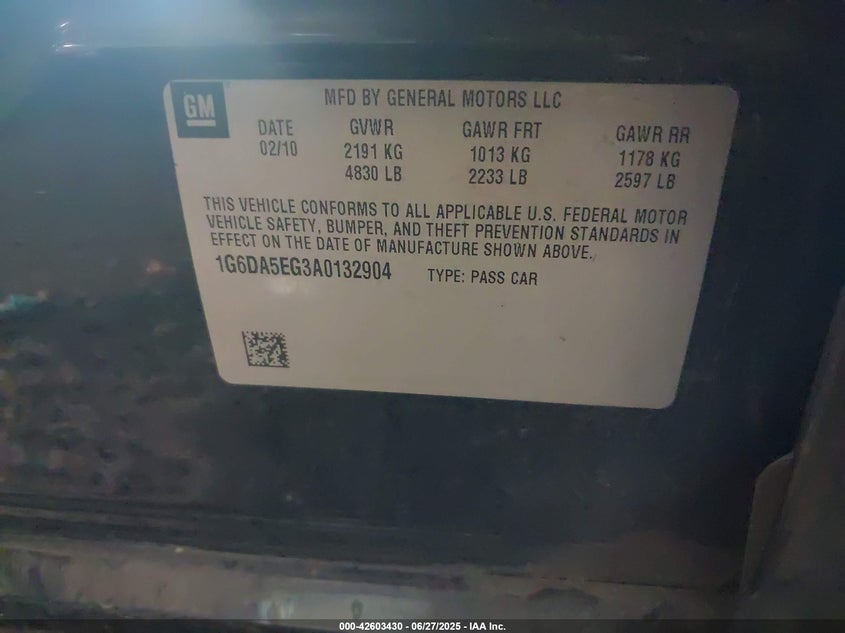 GM
MFD BY GENERAL MOTORS LLC
DATE GVWR GAWR FRT GAWR RR
02/10 2191 KG 1013 KG 1178 KG
4830 LB 2233 LB 2597 LB
THIS VEHICLE CONFORMS TO ALL APPLICABLE U.S. FEDERAL MOTOR
VEHICLE SAFETY, BUMPER, AND THEFT PREVENTION STANDARDS IN
EFFECT ON THE DATE OF MANUFACTURE SHOWN ABOVE.
1G6DA5EG3A0132904 TYPE: PASS CAR
000-42603430 - 06/27/2025 - IAA Inc.